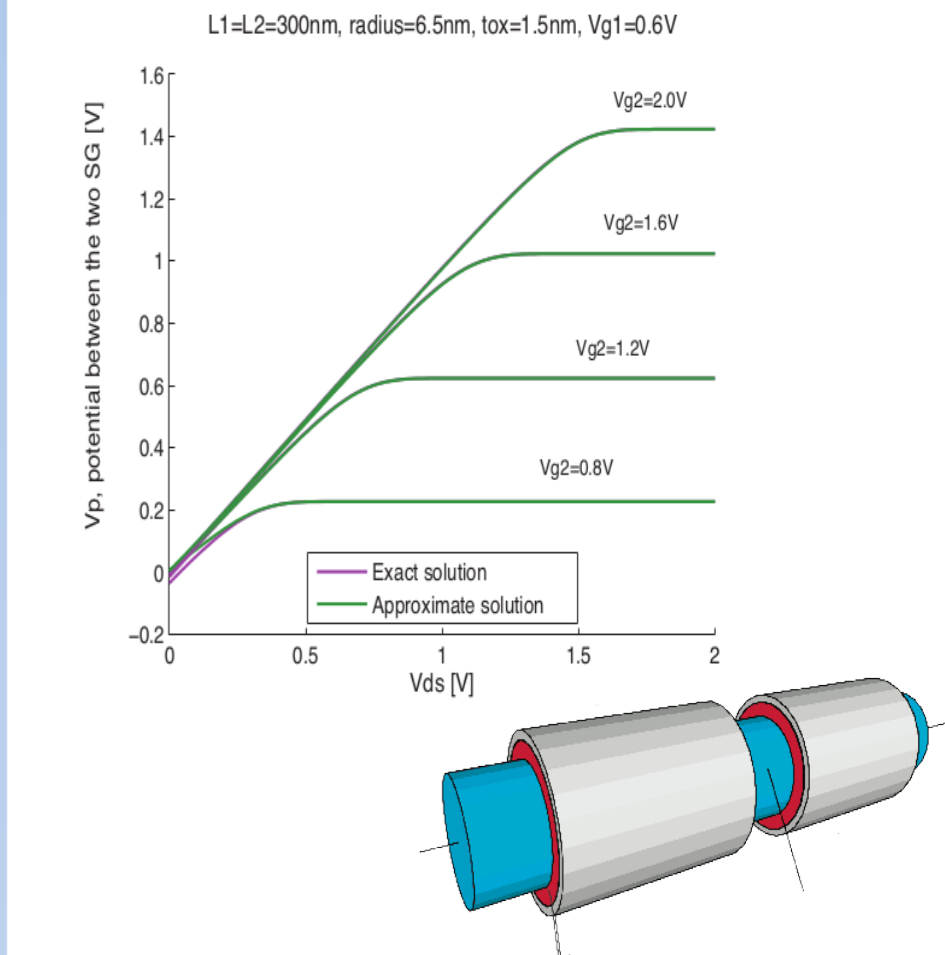 L1=L2=300nm, radius=6.5nm, tox=1.5nm, Vg1=0.6V
Vp, potential between the two SG [V]
1.6
1.4
1.2
1
0.8
0.6
0.4
0.2
0
−0.2
Vg2=2.0V
Vg2=1.6V
Vg2=1.2V
Vg2=0.8V
Exact solution
Approximate solution
0 0.5 1 1.5 2
Vds [V]